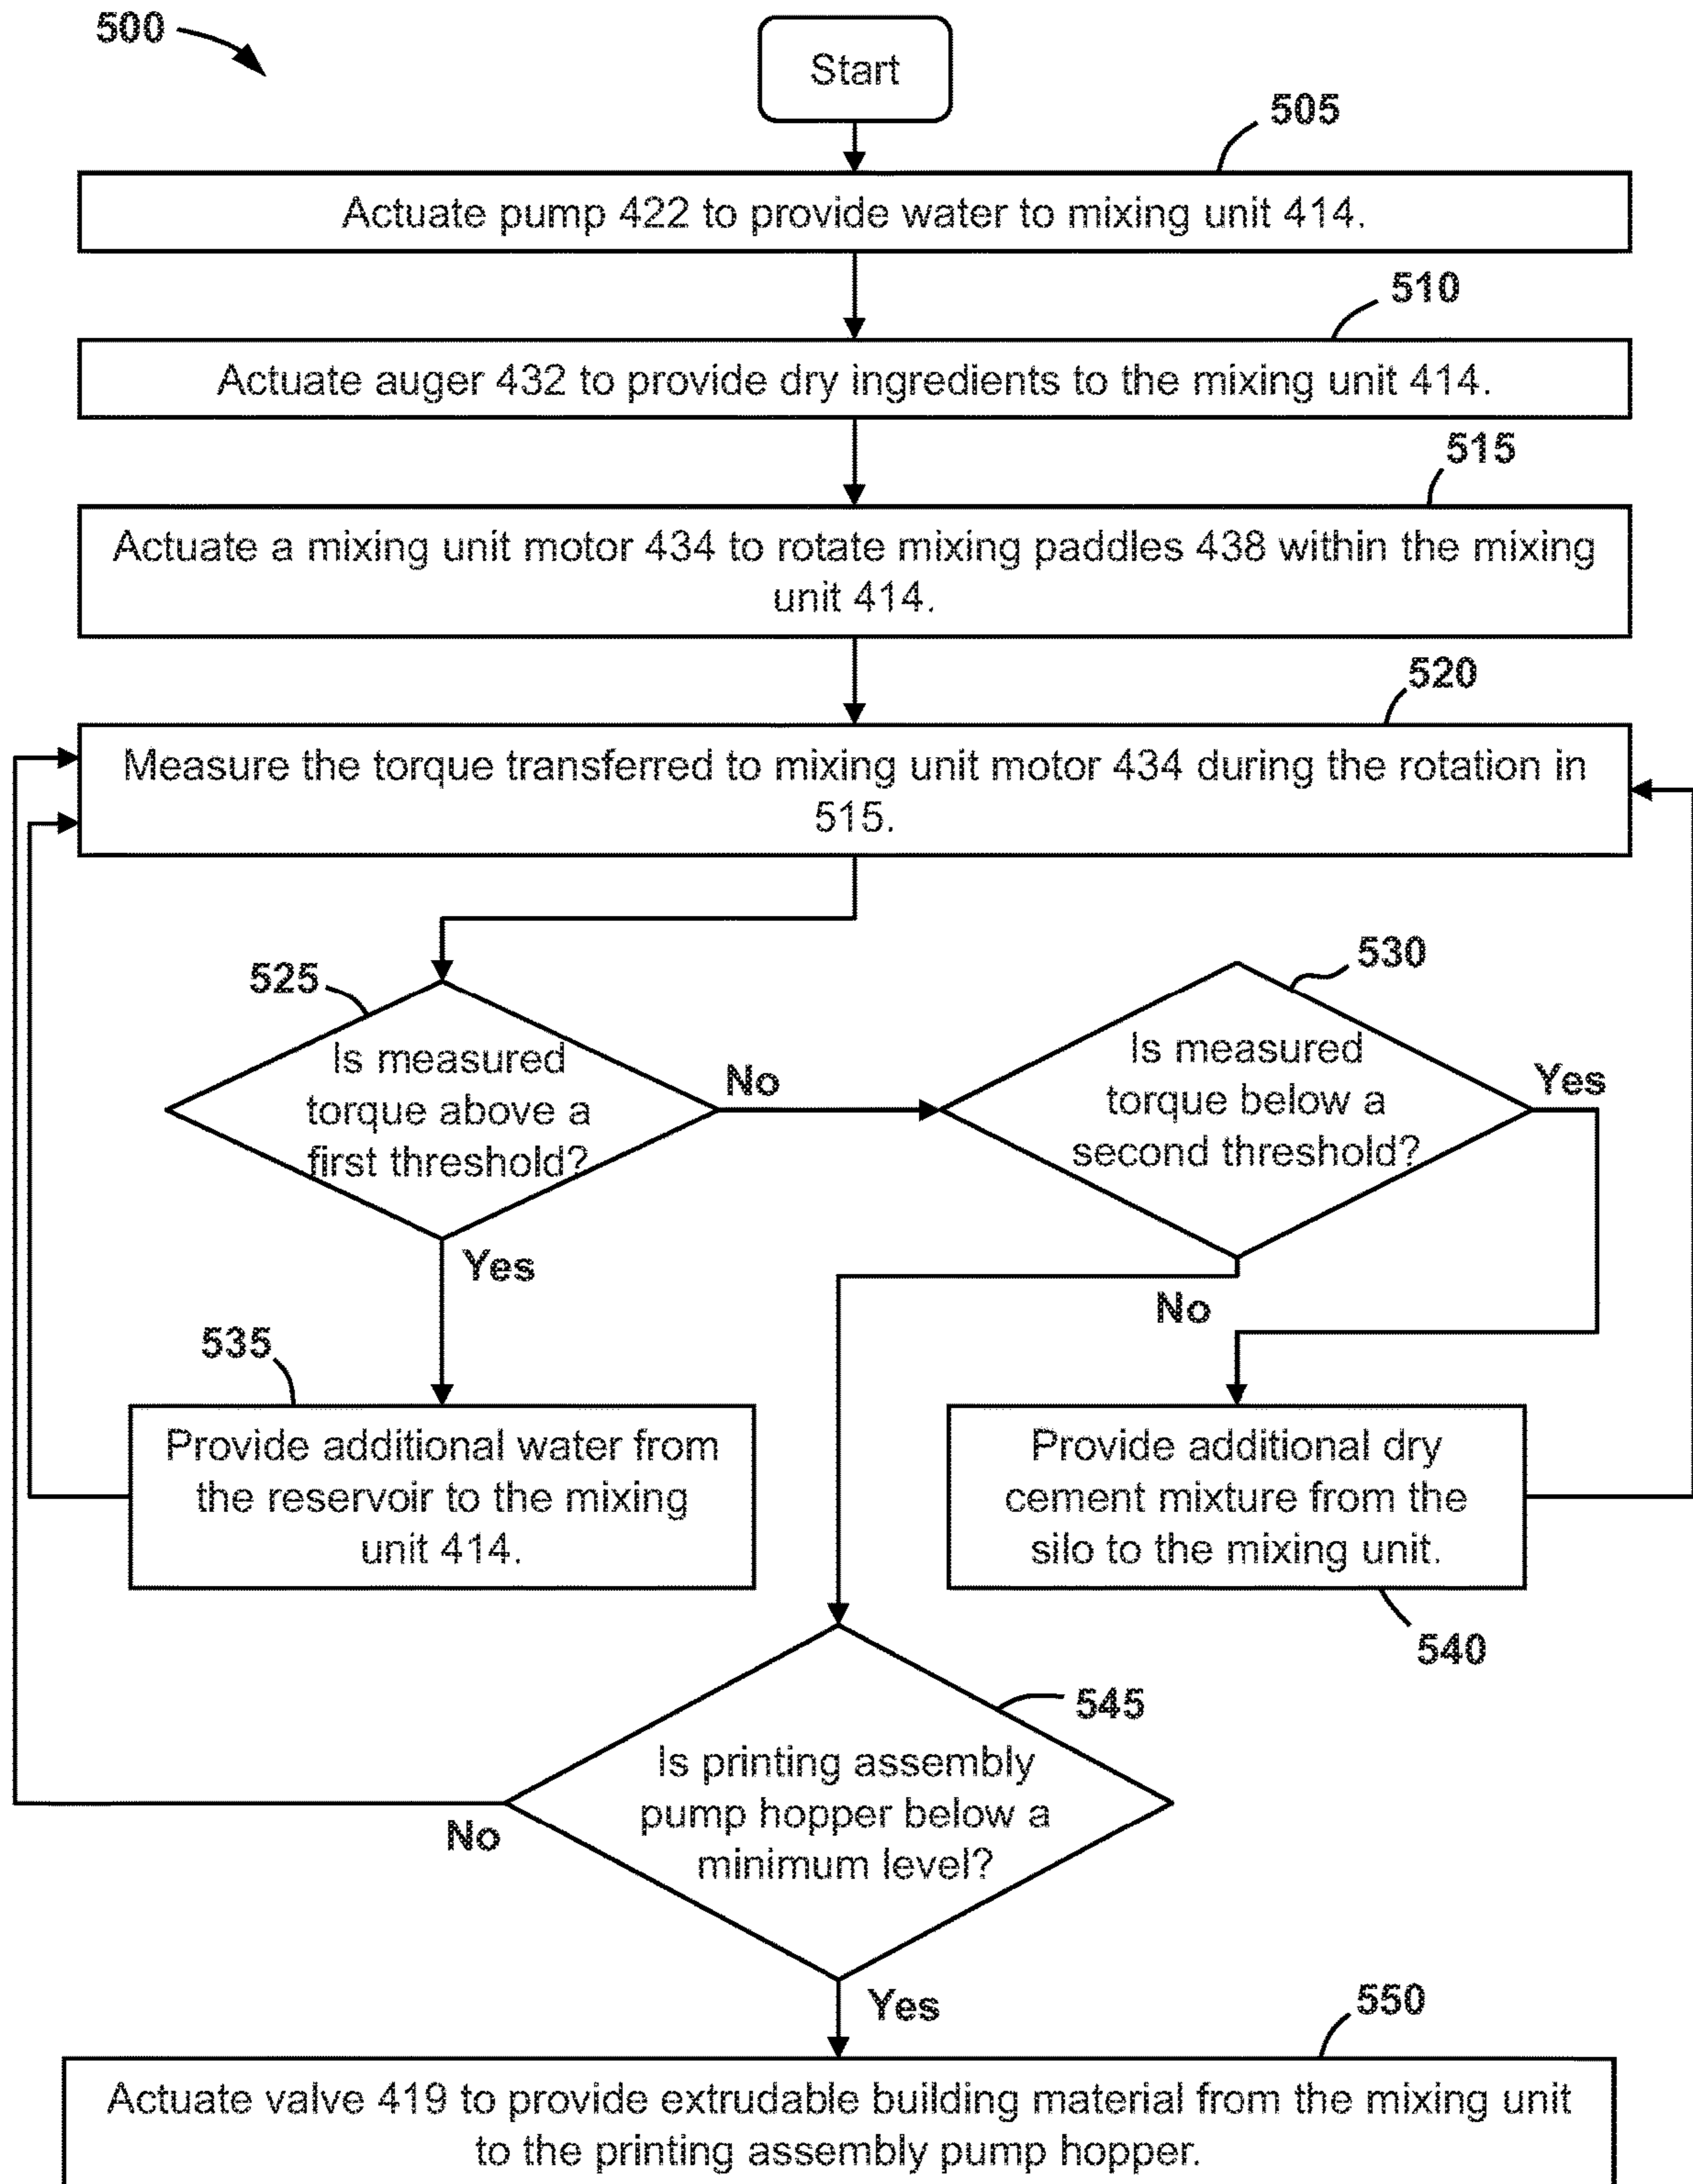 500
Start
505
Actuate pump 422 to provide water to mixing unit 414.
510
Actuate auger 432 to provide dry ingredients to the mixing unit 414.
515
Actuate a mixing unit motor 434 to rotate mixing paddles 438 within the mixing
unit 414.
520
Measure the torque transferred to mixing unit motor 434 during the rotation in
515.
525
Is measured
torque above a
first threshold?
No
Yes
530
Is measured
torque below a
second threshold?
Yes
No
535
Provide additional water from
the reservoir to the mixing
unit 414.
Provide additional dry
cement mixture from the
silo to the mixing unit.
540
545
Is printing assembly
pump hopper below a
minimum level?
No
Yes
550
Actuate valve 419 to provide extrudable building material from the mixing unit
to the printing assembly pump hopper.